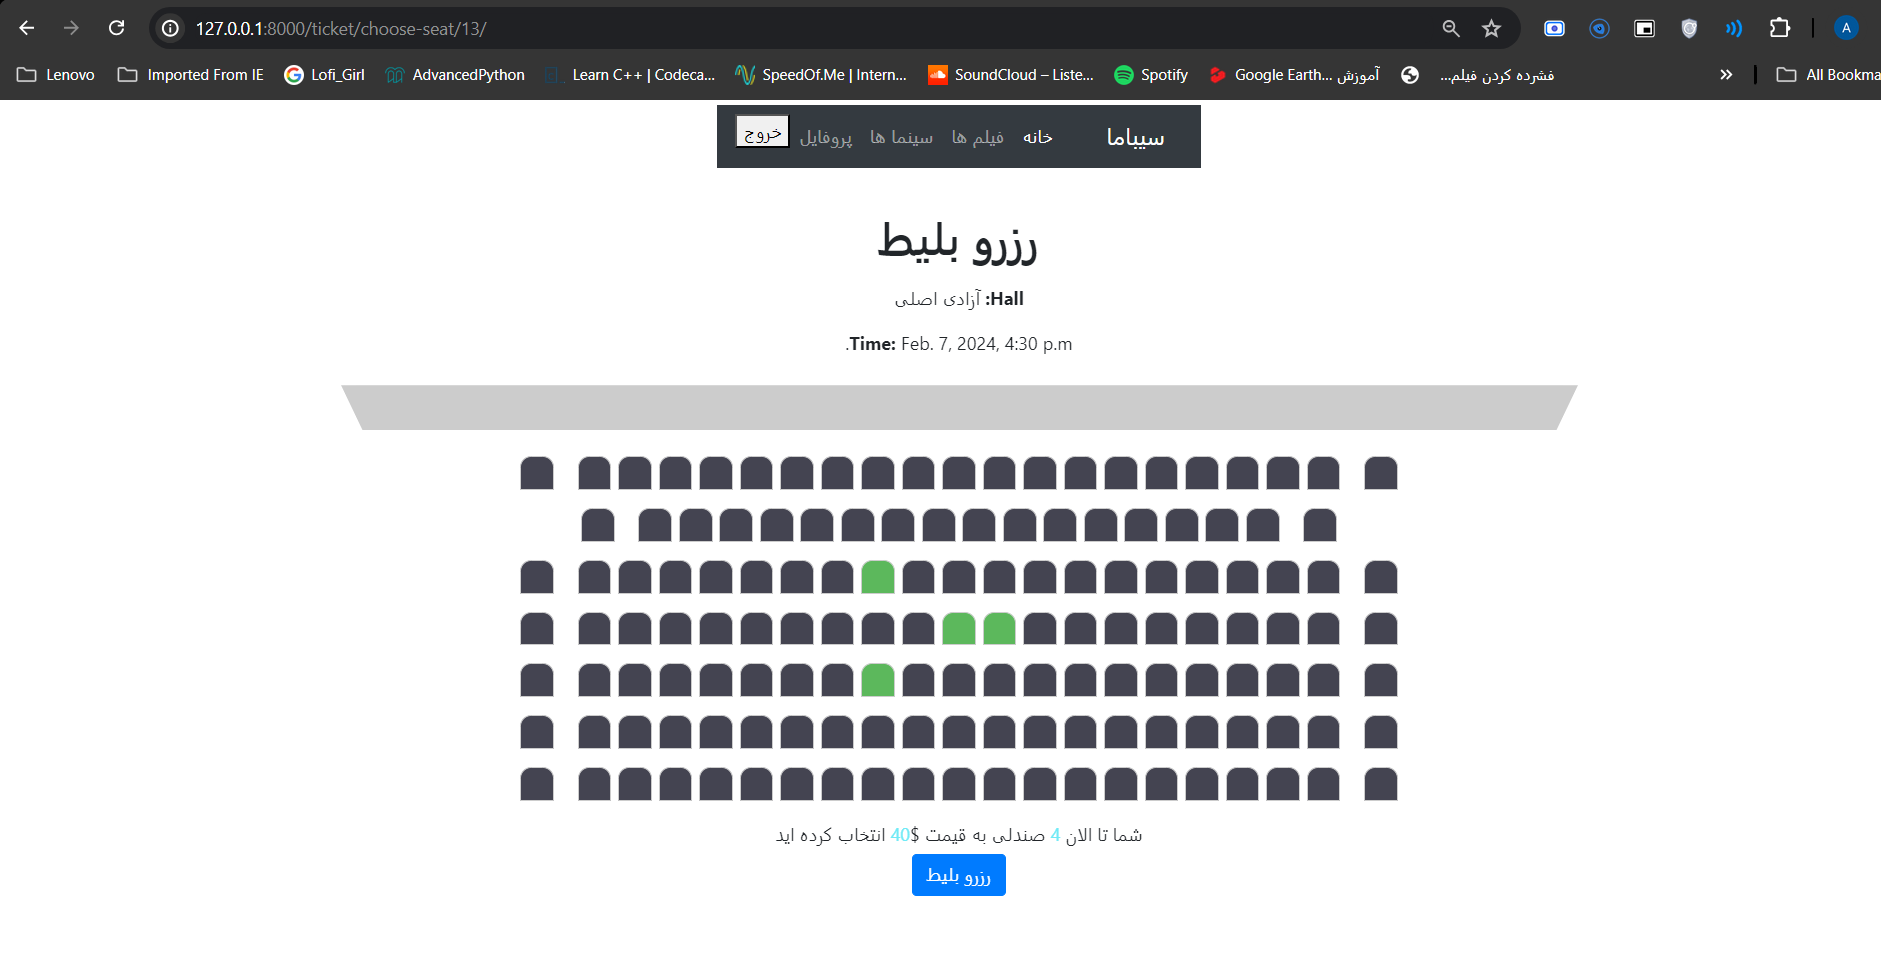 127.0.0.1:8000/ticket/choose-seat/13/
A
Lenovo
Imported From IE
Lofi_Girl
AdvancedPython
Learn C++ | Codeca...
SpeedOf.Me | Intern...
SoundCloud – Liste...
Spotify
Google Earth... آموزش
فشرده کردن فیلم...
All Bookma
سیباما خانه فیلم ها سینما ها پروفایل خروج
رزرو بلیط
Hall: آزادی اصلی
.Time: Feb. 7, 2024, 4:30 p.m
شما تا الان 4 صندلی به قیمت $40 انتخاب کرده اید
رزرو بلیط